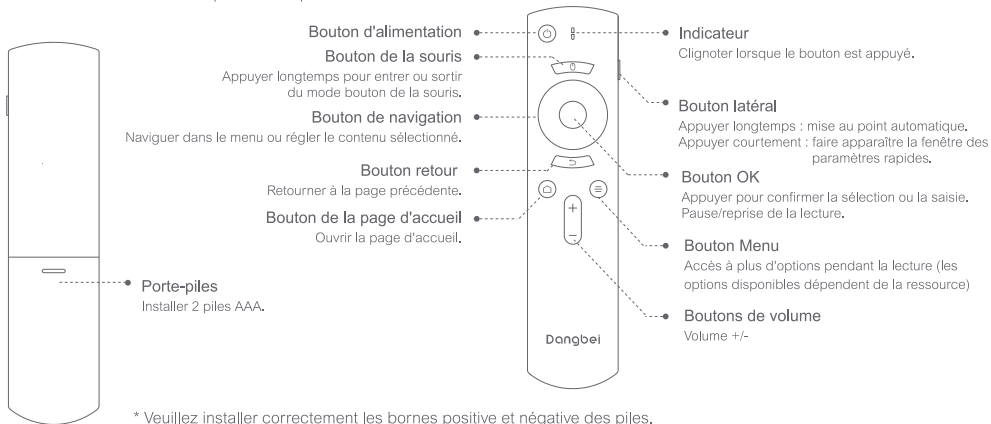 Bouton d'alimentation
Bouton de la souris
Appuyer longtemps pour entrer ou sortir
du mode bouton de la souris.
Bouton de navigation
Naviguer dans le menu ou régler le contenu sélectionné.
Bouton retour
Retourner à la page précédente.
Bouton de la page d'accueil
Ouvrir la page d'accueil.
Porte-piles
Installer 2 piles AAA.
Dangbei
Indicateur
Clignoter lorsque le bouton est appuyé.
Bouton latéral
Appuyer longtemps : mise au point automatique.
Appuyer courtement : faire apparaître la fenêtre des
paramètres rapides.
Bouton OK
Appuyer pour confirmer la sélection ou la saisie.
Pause/reprise de la lecture.
Bouton Menu
Accès à plus d'options pendant la lecture (les
options disponibles dépendent de la ressource)
Boutons de volume
Volume +/-
* Veuillez installer correctement les bornes positive et négative des piles.